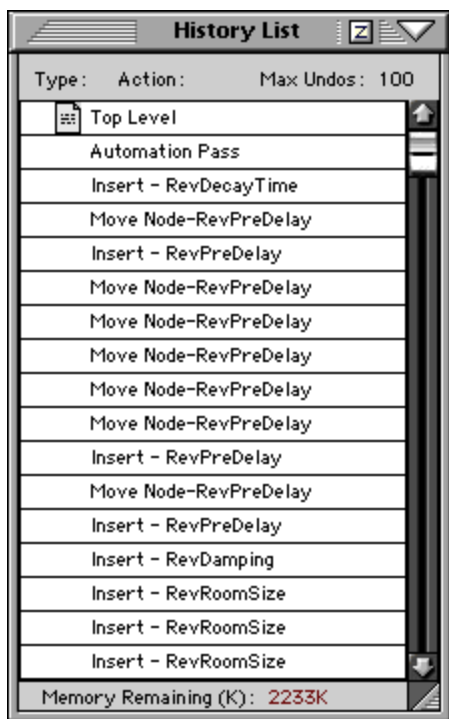 History List
Z
Type: Action: Max Undos: 100
Top Level
Automation Pass
Insert - RevDecayTime
Move Node-RevPreDelay
Insert - RevPreDelay
Move Node-RevPreDelay
Move Node-RevPreDelay
Move Node-RevPreDelay
Move Node-RevPreDelay
Move Node-RevPreDelay
Insert - RevPreDelay
Move Node-RevPreDelay
Insert - RevPreDelay
Insert - RevDamping
Insert - RevRoomSize
Insert - RevRoomSize
Insert - RevRoomSize
Memory Remaining (K): 2233K